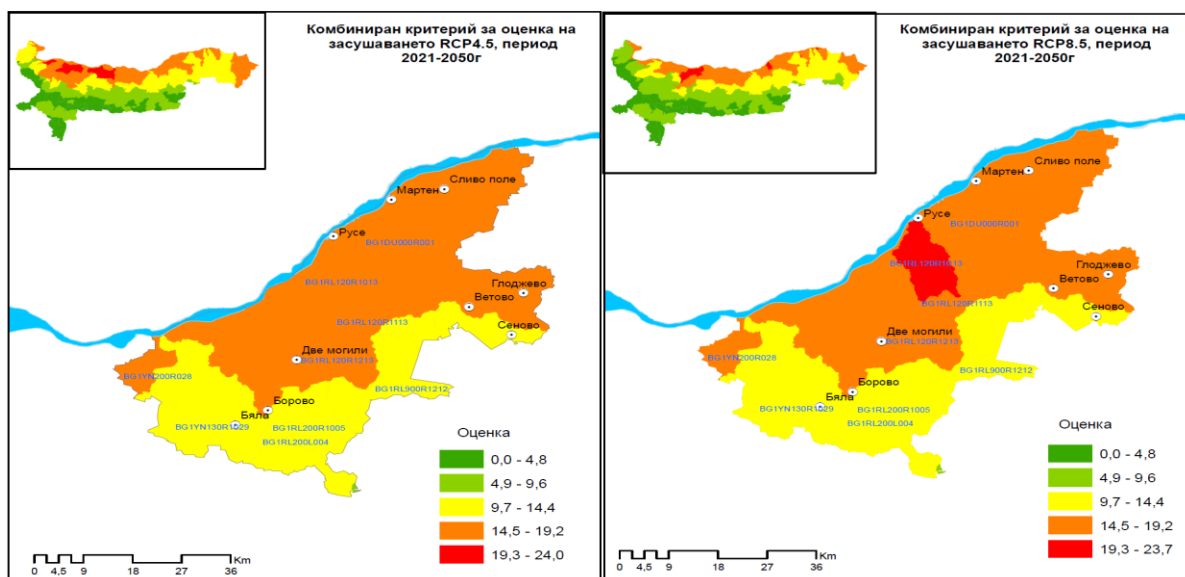 Комбиниран критерий за оценка на
засушаването RCP4.5, период
2021-2050г
Сливо поле
Мартен
Русе
BG1DU000R001
BG1RL120R1013
Глоджево
Ветово
BG1RL120R1113
Сеново
Две могили
BG1RL120R1213
BG1YN200R028
BG1RL900R1212
Борово
Бяла
BG1YN130R1029
BG1RL200R1005
BG1RL200L004
Оценка
0,0 - 4,8
4,9 - 9,6
9,7 - 14,4
14,5 - 19,2
19,3 - 24,0
Km
0 4,5 9 18 27 36
Комбиниран критерий за оценка на
засушаването RCP8.5, период
2021-2050г
Сливо поле
Мартен
Русе
BG1DU000R001
BG1RL120R1013
Глоджево
Ветово
BG1RL120R1113
Сеново
Две могили
BG1RL120R1213
BG1YN200R028
BG1RL900R1212
Борово
Бяла
BG1YN130R1029
BG1RL200R1005
BG1RL200L004
Оценка
0,0 - 4,8
4,9 - 9,6
9,7 - 14,4
14,5 - 19,2
19,3 - 23,7
Km
0 4,5 9 18 27 36